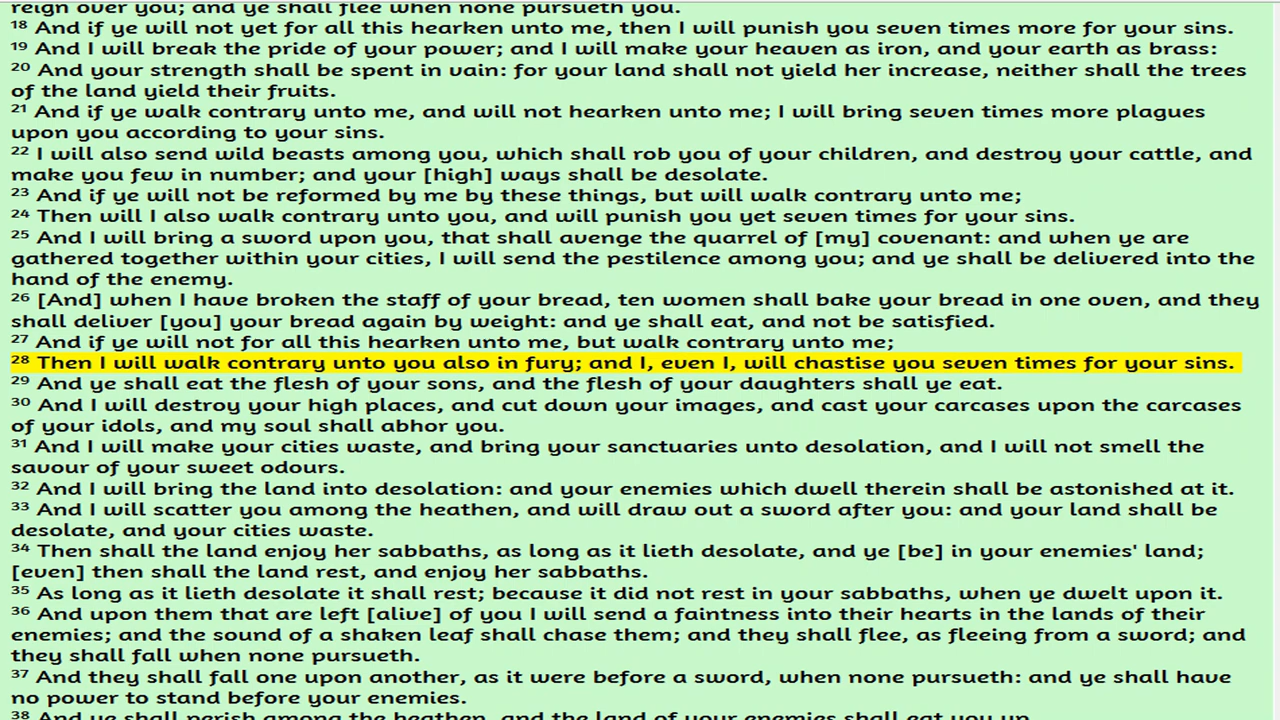 reign over you; and ye shall flee when none pursueth you.
18 And if ye will not yet for all this hearken unto me, then I will punish you seven times more for your sins.
19 And I will break the pride of your power; and I will make your heaven as iron, and your earth as brass:
20 And your strength shall be spent in vain: for your land shall not yield her increase, neither shall the trees
of the land yield their fruits.
21 And if ye walk contrary unto me, and will not hearken unto me; I will bring seven times more plagues
upon you according to your sins.
22 I will also send wild beasts among you, which shall rob you of your children, and destroy your cattle, and
make you few in number; and your [high] ways shall be desolate.
23 And if ye will not be reformed by me by these things, but will walk contrary unto me;
24 Then will I also walk contrary unto you, and will punish you yet seven times for your sins.
25 And I will bring a sword upon you, that shall avenge the quarrel of [my] covenant: and when ye are
gathered together within your cities, I will send the pestilence among you; and ye shall be delivered into the
hand of the enemy.
26 [And] when I have broken the staff of your bread, ten women shall bake your bread in one oven, and they
shall deliver [you] your bread again by weight: and ye shall eat, and not be satisfied.
27 And if ye will not for all this hearken unto me, but walk contrary unto me;
28 Then I will walk contrary unto you also in fury; and I, even I, will chastise you seven times for your sins.
29 And ye shall eat the flesh of your sons, and the flesh of your daughters shall ye eat.
30 And I will destroy your high places, and cut down your images, and cast your carcases upon the carcases
of your idols, and my soul shall abhor you.
31 And I will make your cities waste, and bring your sanctuaries unto desolation, and I will not smell the
savour of your sweet odours.
32 And I will bring the land into desolation: and your enemies which dwell therein shall be astonished at it.
33 And I will scatter you among the heathen, and will draw out a sword after you: and your land shall be
desolate, and your cities waste.
34 Then shall the land enjoy her sabbaths, as long as it lieth desolate, and ye [be] in your enemies' land;
[even] then shall the land rest, and enjoy her sabbaths.
35 As long as it lieth desolate it shall rest; because it did not rest in your sabbaths, when ye dwelt upon it.
36 And upon them that are left [alive] of you I will send a faintness into their hearts in the lands of their
enemies; and the sound of a shaken leaf shall chase them; and they shall flee, as fleeing from a sword; and
they shall fall when none pursueth.
37 And they shall fall one upon another, as it were before a sword, when none pursueth: and ye shall have
no power to stand before your enemies.
38 And ye shall perish among the heathen, and the land of your enemies shall eat you up.